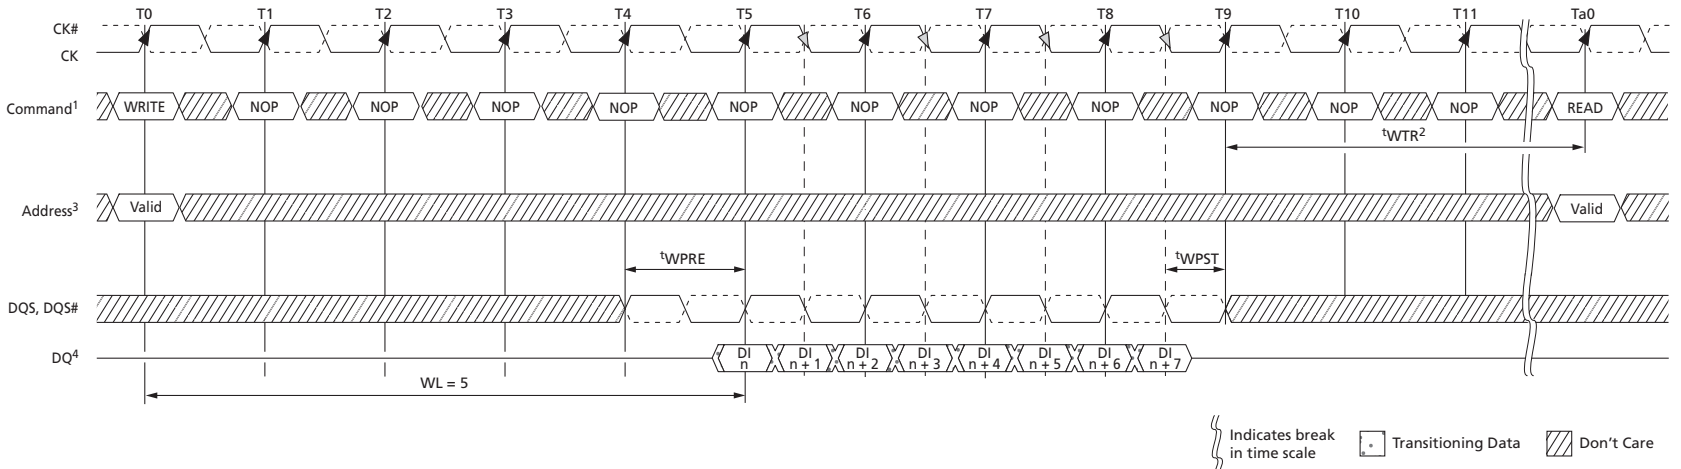 T0 T1 T2 T3 T4 T5 T6 T7 T8 T9 T10 T11 Ta0
CK#
CK
Command1 WRITE NOP NOP NOP NOP NOP NOP NOP NOP NOP NOP NOP READ
tWTR2
Address3 Valid Valid
tWPRE tWPST
DQS, DQS#
DQ4 DI n DI n + 1 DI n + 2 DI n + 3 DI n + 4 DI n + 5 DI n + 6 DI n + 7
WL = 5
Indicates break
in time scale
Transitioning Data
Don't Care